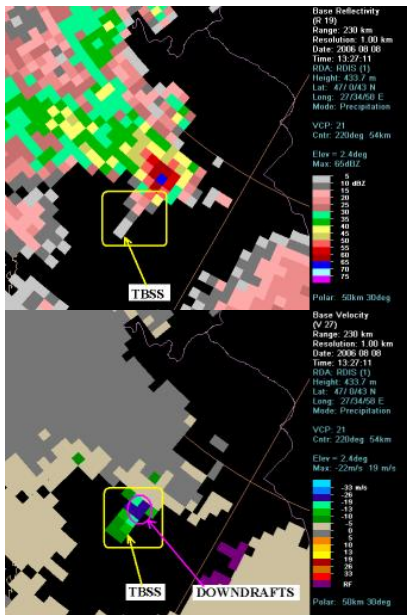 Base Reflectivity
(R 19)
Range: 230 km
Resolution: 1.00 km
Date: 2006 08 08
Time: 13:27:11
RDA: RDIS (1)
Height: 433.7 m
Lat: 47/ 0/43 N
Long: 27/34/58 E
Mode: Precipitation
VCP: 21
Cntr: 220deg 54km
Elev = 2.4deg
Max: 65dBZ
5
10 dBZ
15
20
25
30
35
40
45
50
55
60
65
70
75
Polar: 50km 30deg
TBSS
Base Velocity
(V 27)
Range: 230 km
Resolution: 1.00 km
Date: 2006 08 08
Time: 13:27:11
RDA: RDIS (1)
Height: 433.7 m
Lat: 47/ 0/43 N
Long: 27/34/58 E
Mode: Precipitation
VCP: 21
Cntr: 220deg 54km
Elev = 2.4deg
Max: -22m/s 19 m/s
-33 m/s
-26
-19
-13
-10
-5
0
5
10
13
19
26
33
RF
Polar: 50km 30deg
TBSS
DOWNDRAFTS